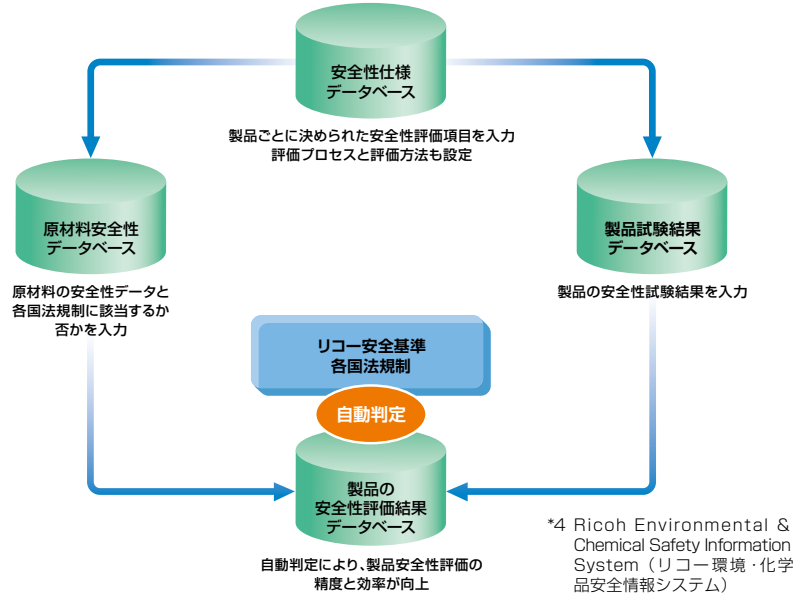 安全性仕様
データベース
製品ごとに決められた安全性評価項目を入力
評価プロセスと評価方法も設定
原材料安全性
データベース
原材料の安全性データと
各国法規制に該当するか
否かを入力
製品試験結果
データベース
製品の安全性試験結果を入力
リコー安全基準
各国法規制
自動判定
製品の
安全性評価結果
データベース
自動判定により、製品安全性評価の
精度と効率が向上
*4 Ricoh Environmental &
Chemical Safety Information
System（リコー環境・化学
品安全情報システム）